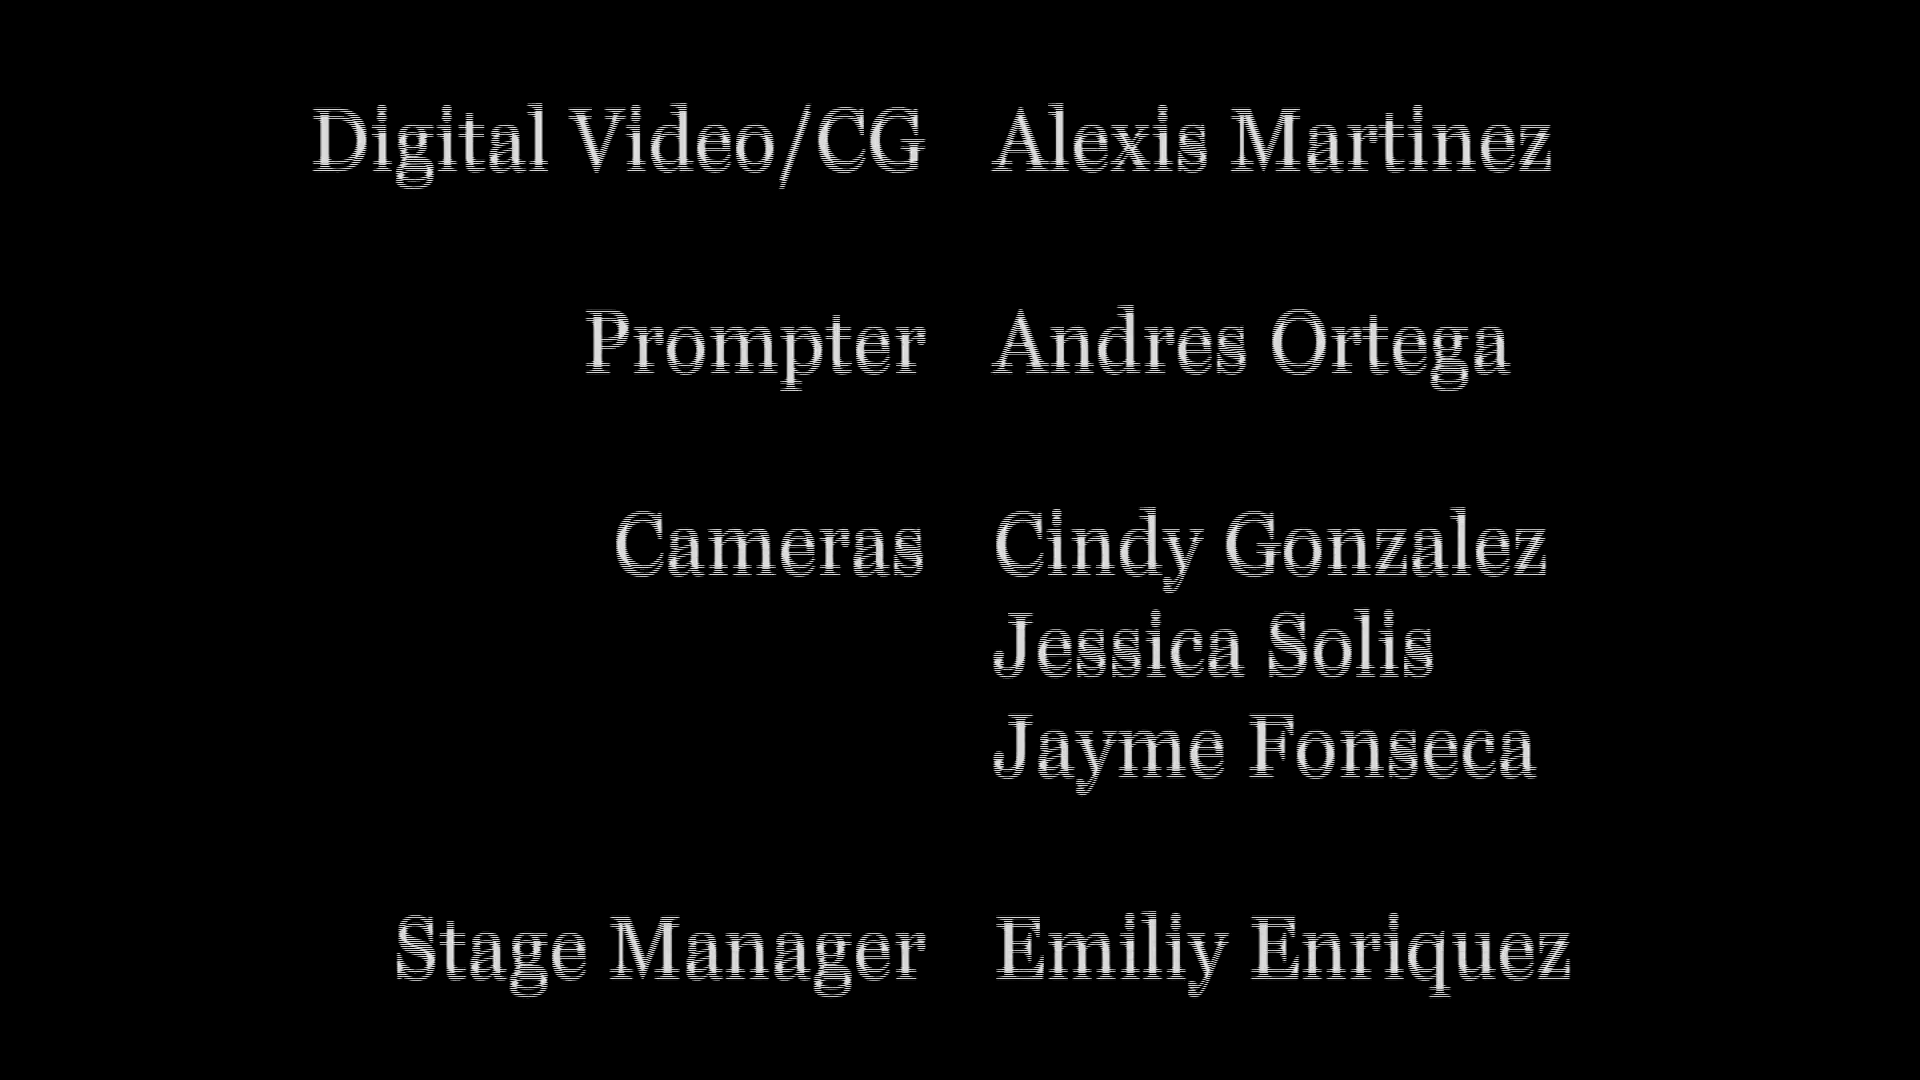 Digital Video/CG Alexis Martinez
Prompter Andres Ortega
Cameras Cindy Gonzalez
Jessica Solis
Jayme Fonseca
Stage Manager Emiliy Enriquez